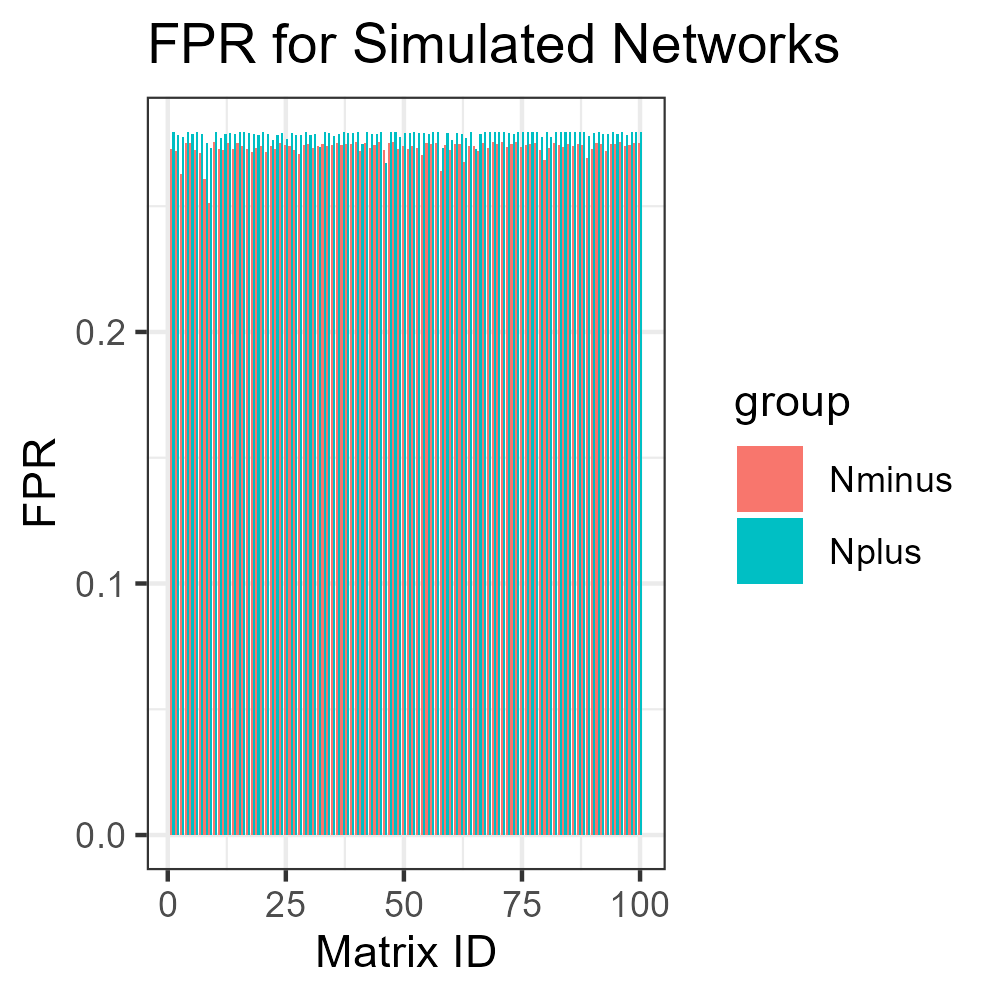 FPR for Simulated Networks
FPR
0.2
0.1
0.0
0 25 50 75 100
Matrix ID
group
Nminus
Nplus